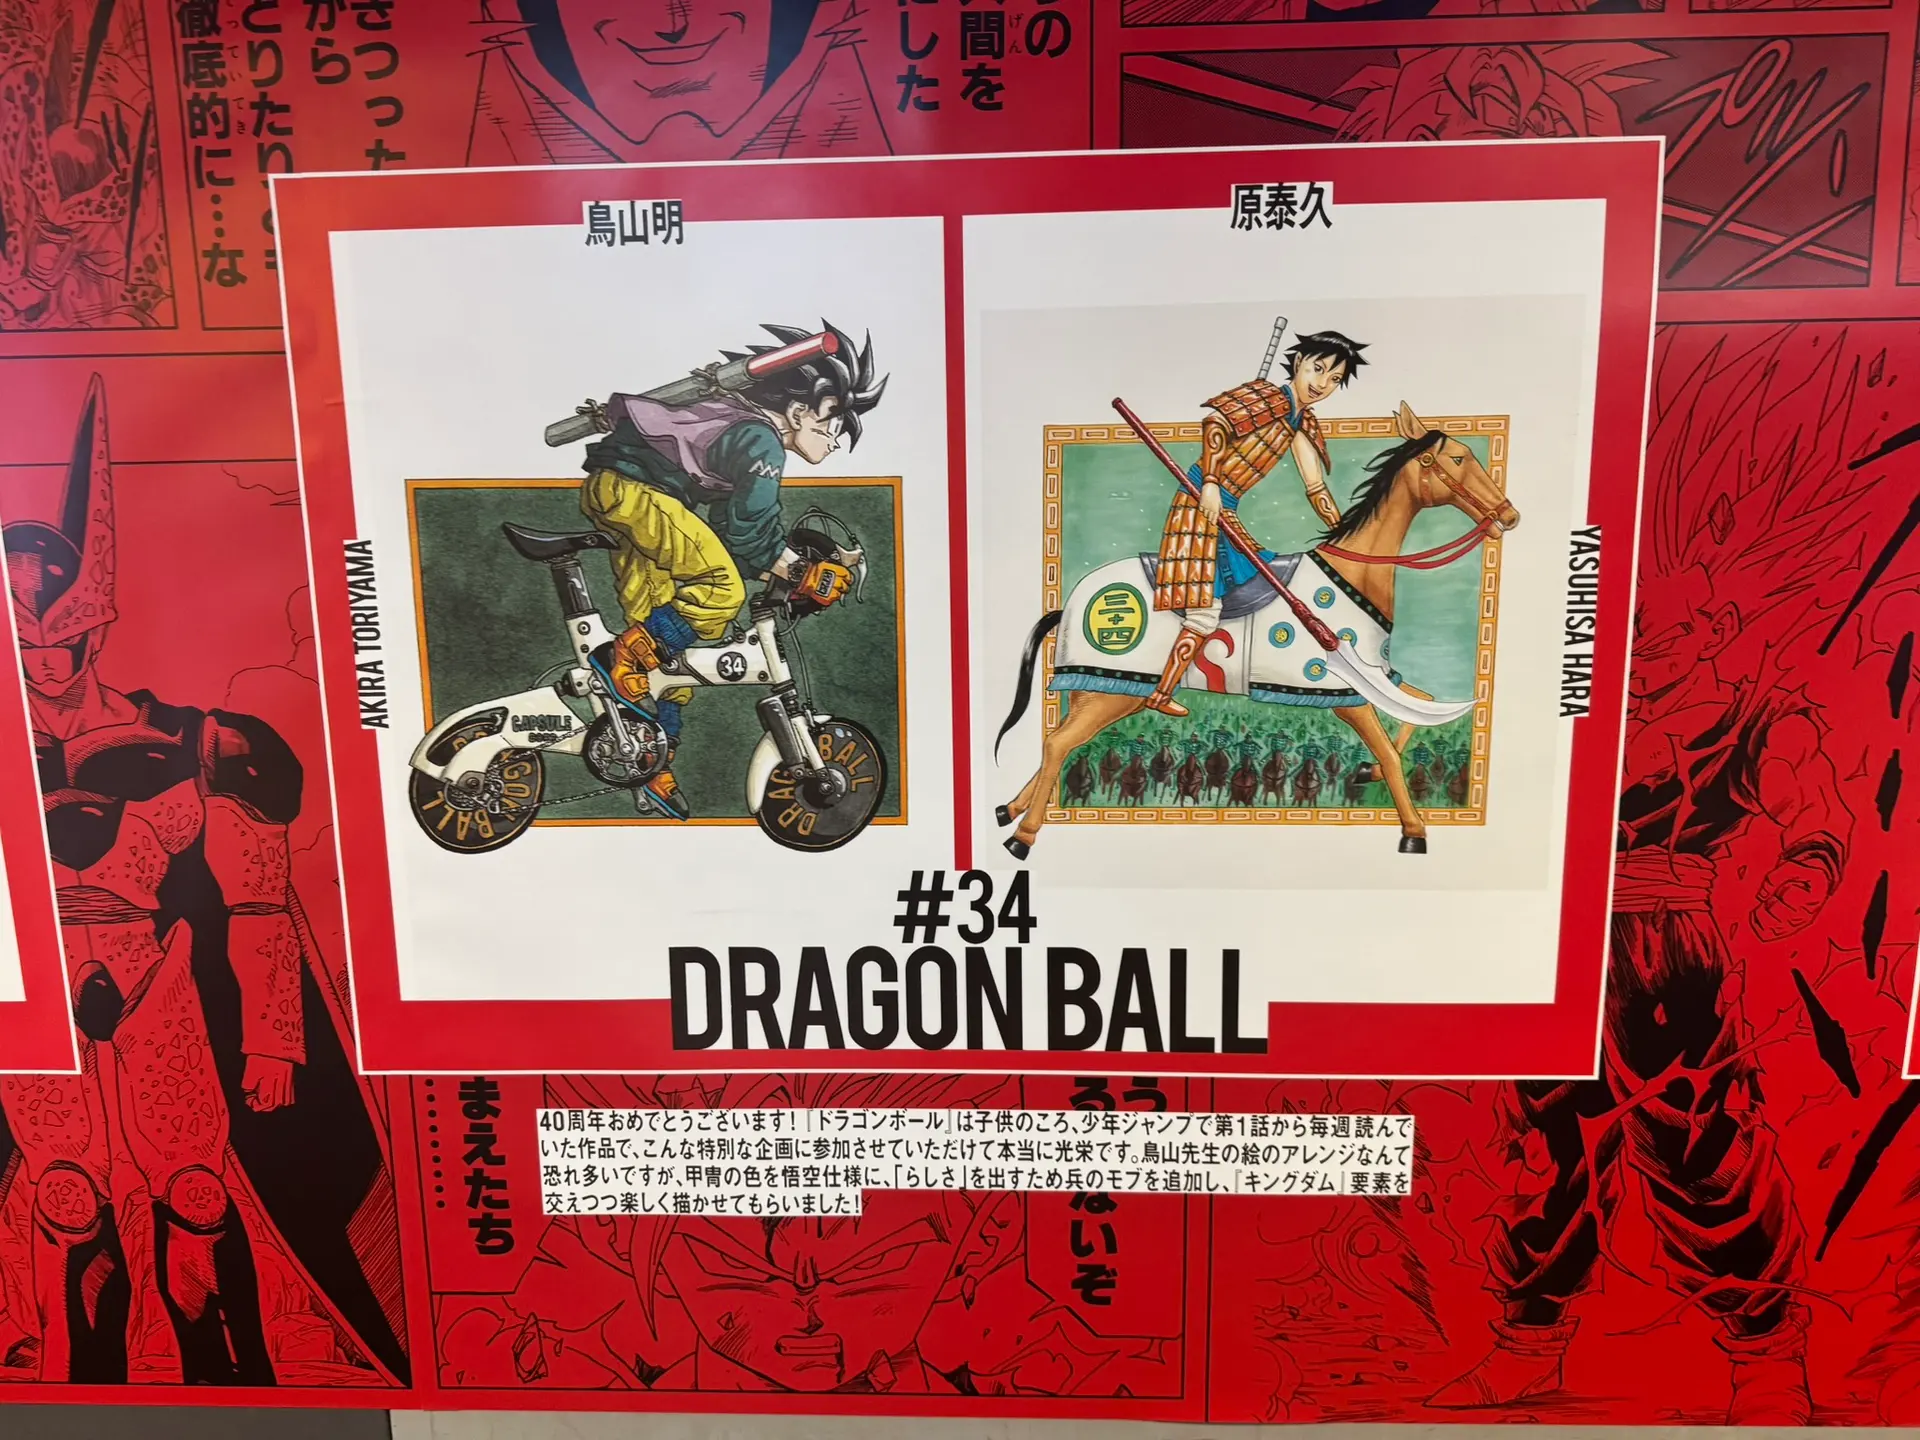 さつった
から
とりたり
徹底的に…な
てっていてき
間を
げん
にした
鳥山明
原泰久
AKIRA TORIYAMA
YASUHISA HARA
AM
34
CAPSULE
DRAGON BALL
DRAGON BALL
三十四
#34
DRAGON BALL
40周年おめでとうございます！『ドラゴンボール』は子供のころ、少年ジャンプで第1話から毎週読んで
いた作品で、こんな特別な企画に参加させていただけて本当に光栄です。鳥山先生の絵のアレンジなんて
恐れ多いですが、甲冑の色を悟空仕様に、「らしさ」を出すため兵のモブを追加し、『キングダム』要素を
交えつつ楽しく描かせてもらいました！
まえたち
ないぞ